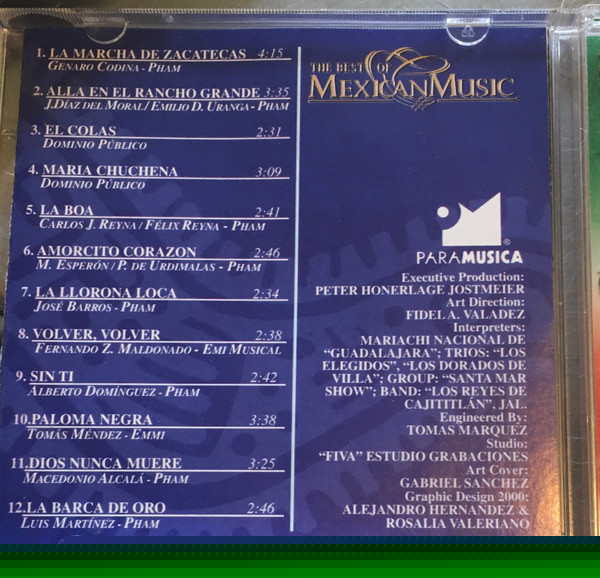 1. LA MARCHA DE ZACATECAS 4:15
GENARO CODINA - PHAM
2. ALLA EN EL RANCHO GRANDE 3:35
J.DÍAZ DEL MORAL / EMILIO D. URANGA - PHAM
3. EL COLAS 2:31
DOMINIO PÚBLICO
4. MARIA CHUCHENA 3:09
DOMINIO PÚBLICO
5. LA BOA 2:41
CARLOS J. REYNA / FÉLIX REYNA - PHAM
6. AMORCITO CORAZON 2:46
M. ESPERÓN / P. DE URDIMALAS - PHAM
7. LA LLORONA LOCA 2:34
JOSÉ BARROS - PHAM
8. VOLVER, VOLVER 2:38
FERNANDO Z. MALDONADO - EMI MUSICAL
9. SIN TI 2:42
ALBERTO DOMÍNGUEZ - PHAM
10.PALOMA NEGRA 3:38
TOMÁS MÉNDEZ - EMMI
11.DIOS NUNCA MUERE 3:25
MACEDONIO ALCALÁ - PHAM
12.LA BARCA DE ORO 2:46
LUIS MARTÍNEZ - PHAM
THE BEST OF
MEXICAN MUSIC
PARAMUSICA ®
Executive Production:
PETER HONERLAGE JOSTMEIER
Art Direction:
FIDEL A. VALADEZ
Interpreters:
MARIACHI NACIONAL DE
“GUADALAJARA”; TRIOS: “LOS
ELEGIDOS”, “LOS DORADOS DE
VILLA”; GROUP: “SANTA MAR
SHOW”; BAND: “LOS REYES DE
CAJITITLÁN”, JAL.
Engineered By:
TOMAS MARQUEZ
Studio:
“FIVA” ESTUDIO GRABACIONES
Art Cover:
GABRIEL SANCHEZ
Graphic Design 2000:
ALEJANDRO HERNANDEZ &
ROSALIA VALERIANO